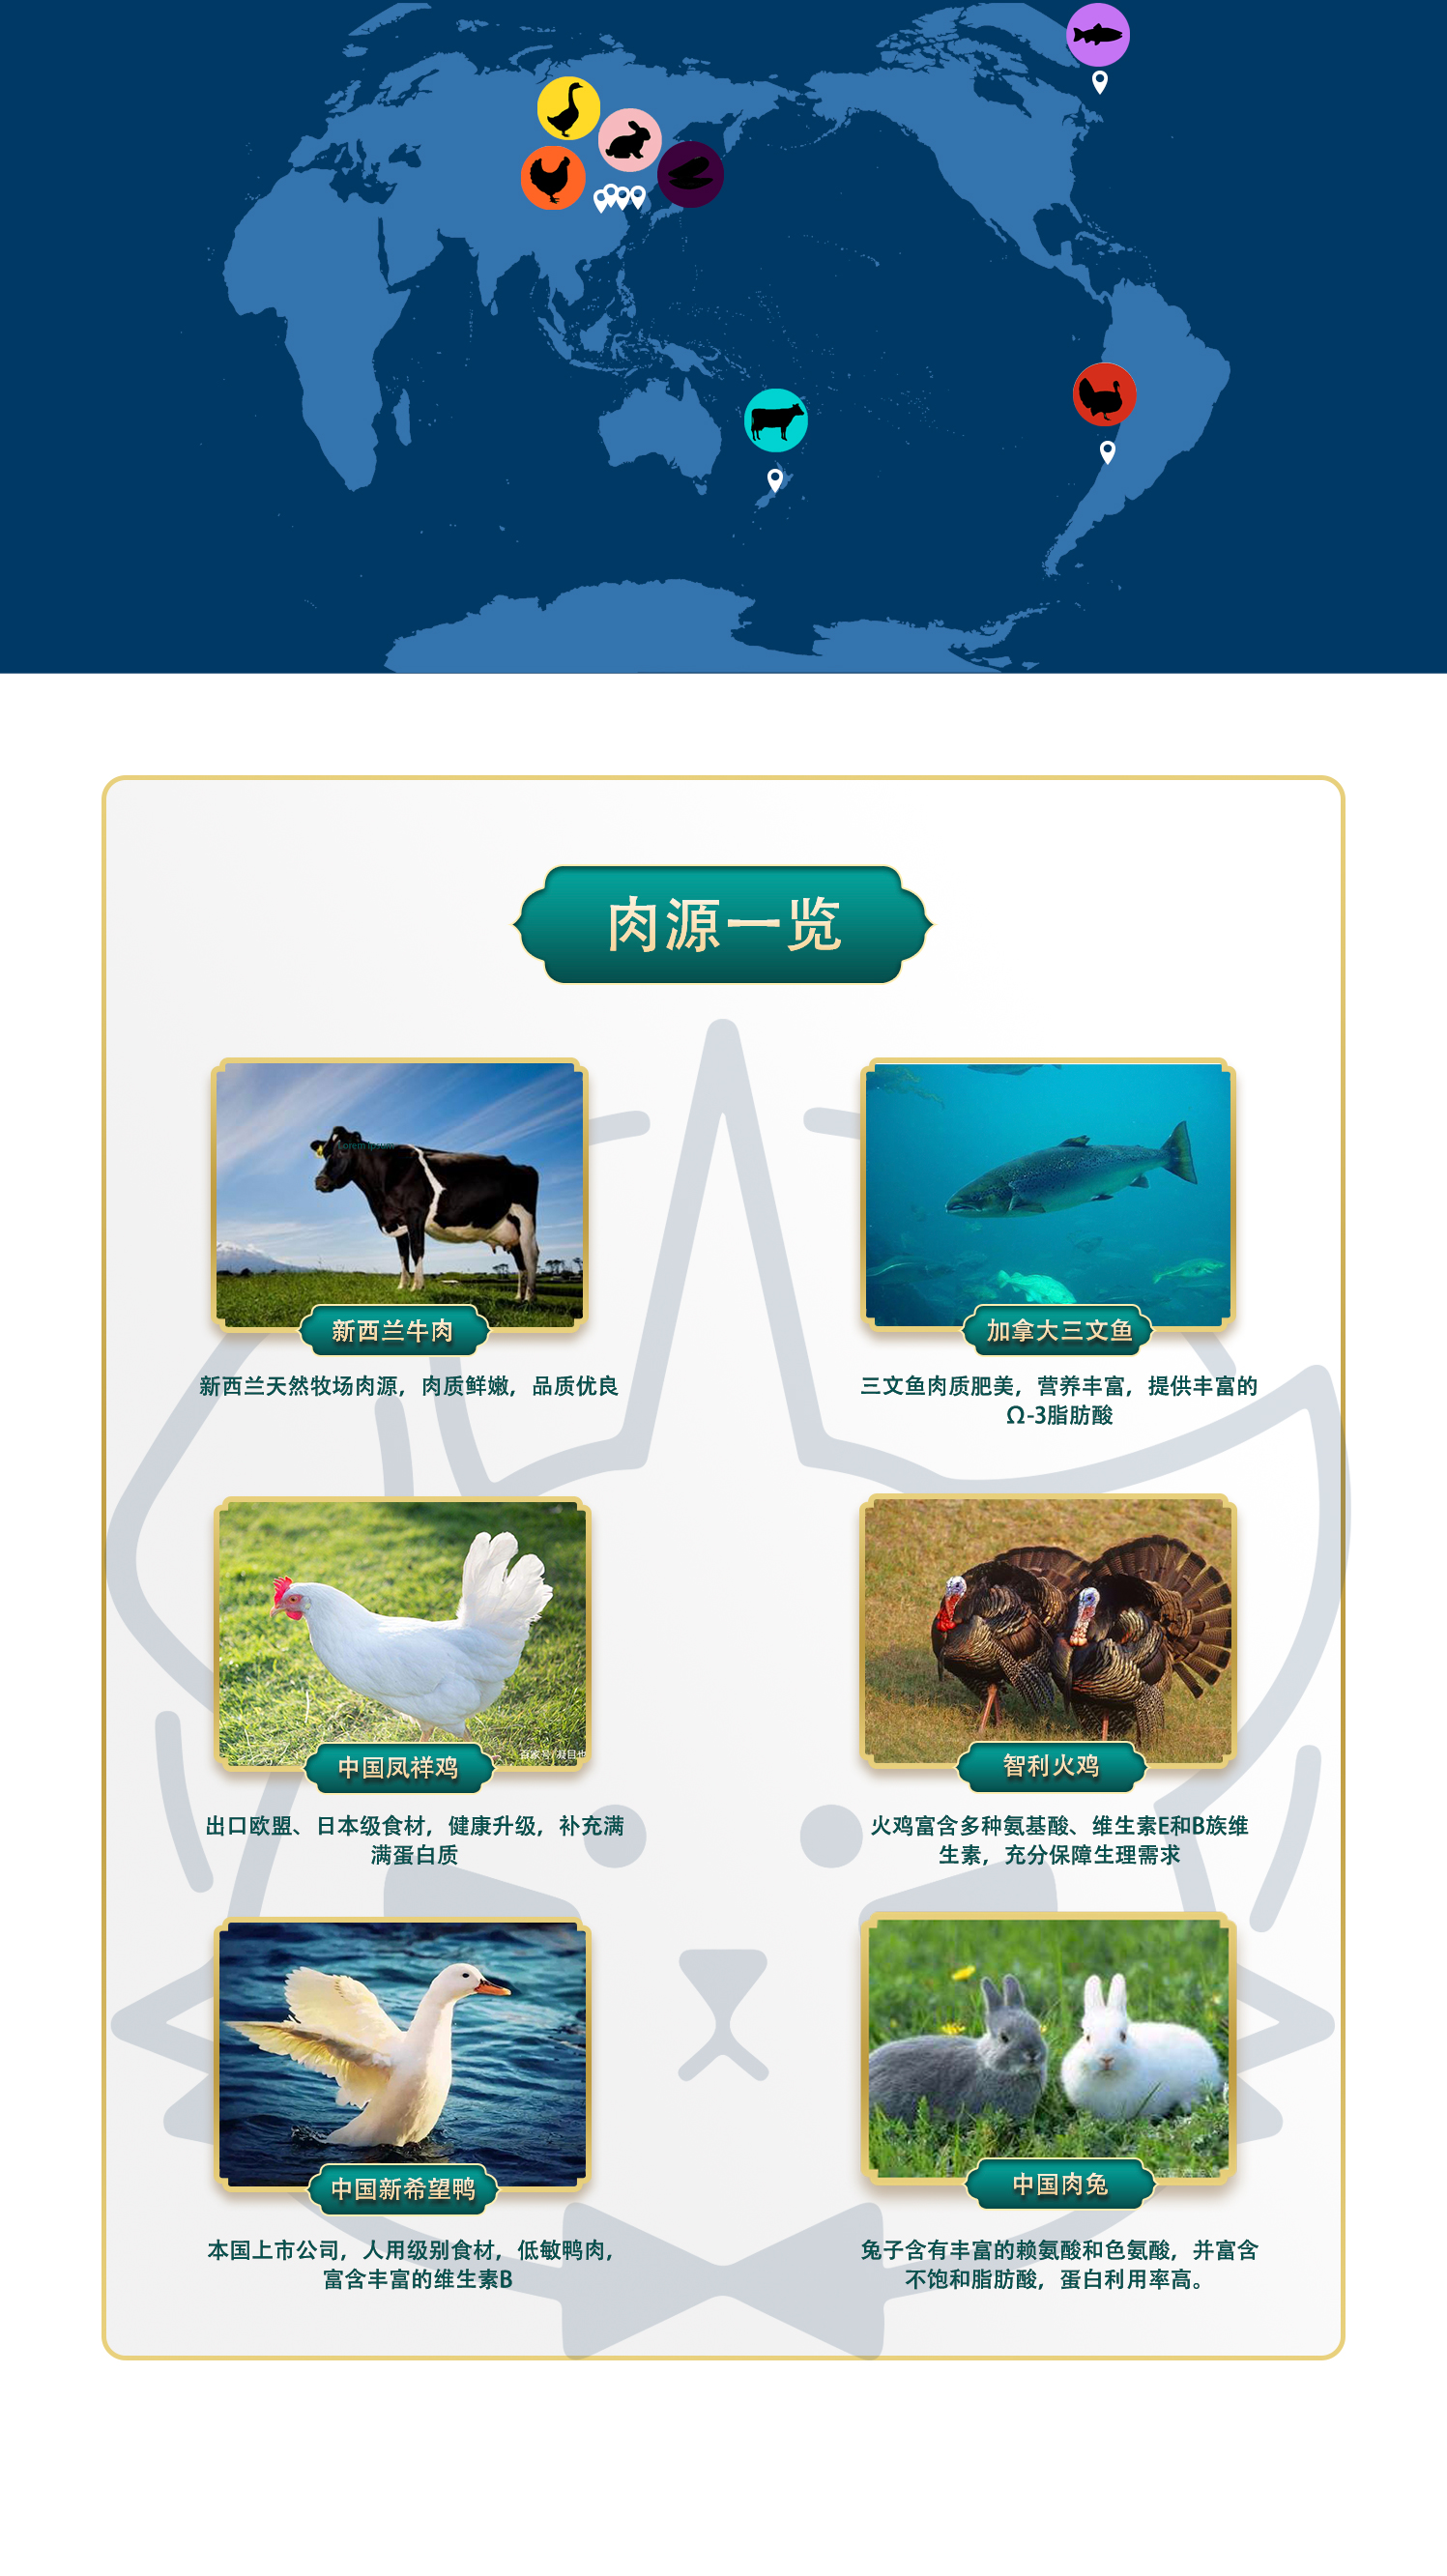 肉源一览
Lorem Ipsum
新西兰牛肉
新西兰天然牧场肉源，肉质鲜嫩，品质优良
加拿大三文鱼
三文鱼肉质肥美，营养丰富，提供丰富的
Ω-3脂肪酸
中国凤祥鸡
出口欧盟、日本级食材，健康升级，补充满
满蛋白质
智利火鸡
火鸡富含多种氨基酸、维生素E和B族维
生素，充分保障生理需求
中国新希望鸭
本国上市公司，人用级别食材，低敏鸭肉，
富含丰富的维生素B
中国肉兔
兔子含有丰富的赖氨酸和色氨酸，并富含
不饱和脂肪酸，蛋白利用率高。